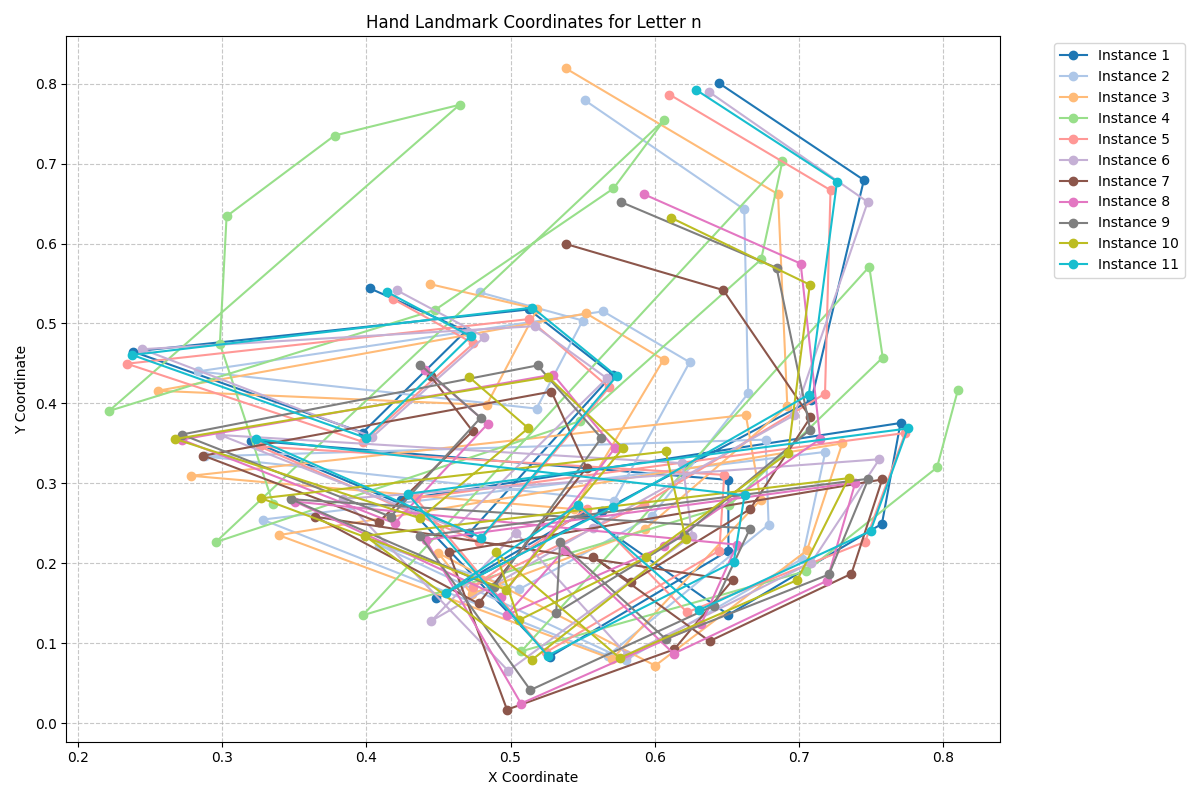 Hand Landmark Coordinates for Letter n
Instance 1
Instance 2
Instance 3
Instance 4
Instance 5
Instance 6
Instance 7
Instance 8
Instance 9
Instance 10
Instance 11
0.8
0.7
0.6
0.5
0.4
0.3
0.2
0.1
0.0
Y Coordinate
0.2 0.3 0.4 0.5 0.6 0.7 0.8
X Coordinate